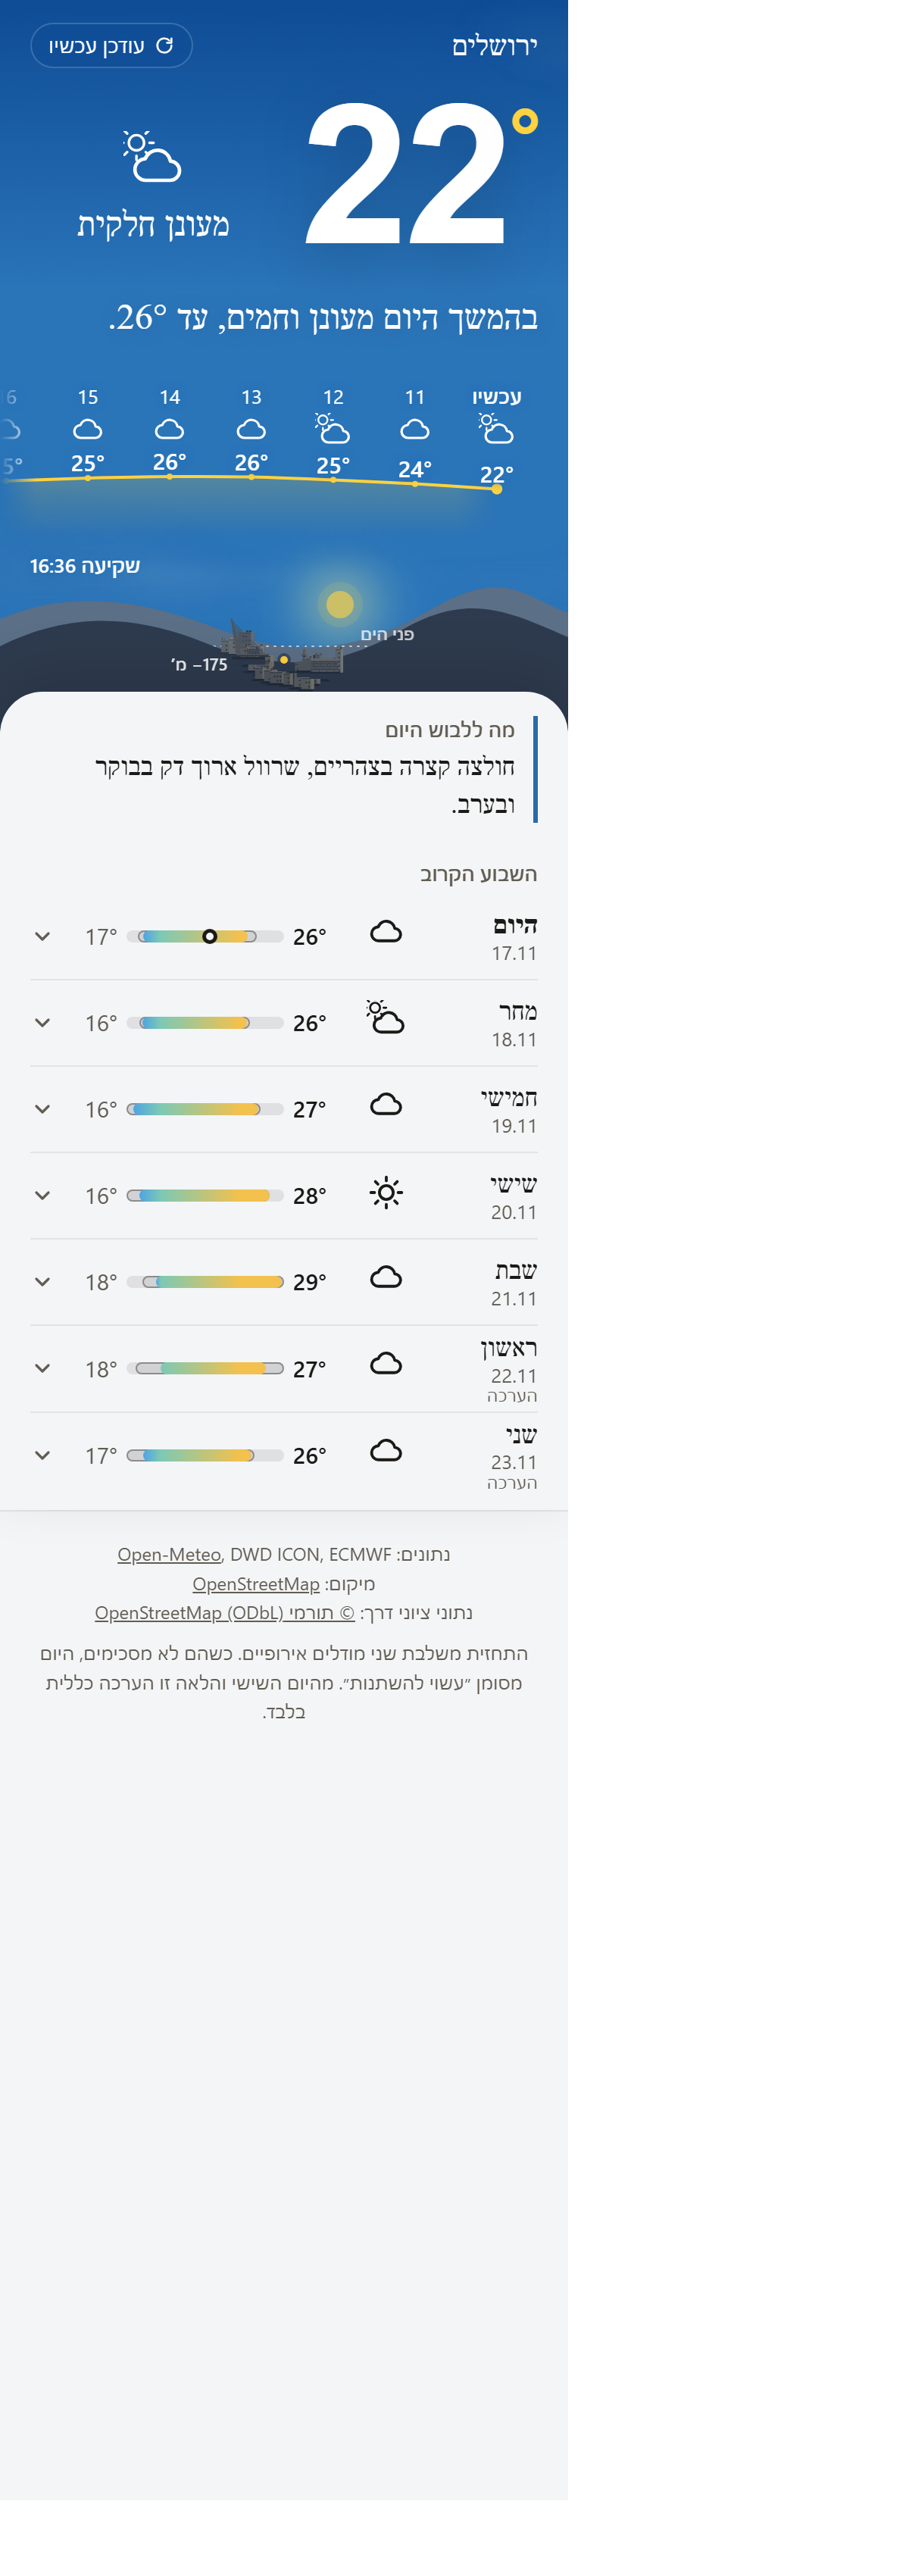 ירושלים
עודכן עכשיו
22°
מעונן חלקית
בהמשך היום מעונן וחמים, עד 26°.
עכשיו 11 12 13 14 15
22° 24° 25° 26° 26° 25°
שקיעה 16:36
פני הים
175− מ׳
מה ללבוש היום
חולצה קצרה בצהריים, שרוול ארוך דק בבוקר
ובערב.
השבוע הקרוב
היום
17.11
26° 17°
מחר
18.11
26° 16°
חמישי
19.11
27° 16°
שישי
20.11
28° 16°
שבת
21.11
29° 18°
ראשון
22.11
הערכה
27° 18°
שני
23.11
הערכה
26° 17°
נתונים: Open-Meteo, DWD ICON, ECMWF
מיקום: OpenStreetMap
נתוני ציוני דרך: © תורמי OpenStreetMap (ODbL)
התחזית משלבת שני מודלים אירופיים. כשהם לא מסכימים, היום
מסומן ״עשוי להשתנות״. מהיום השישי והלאה זו הערכה כללית
בלבד.